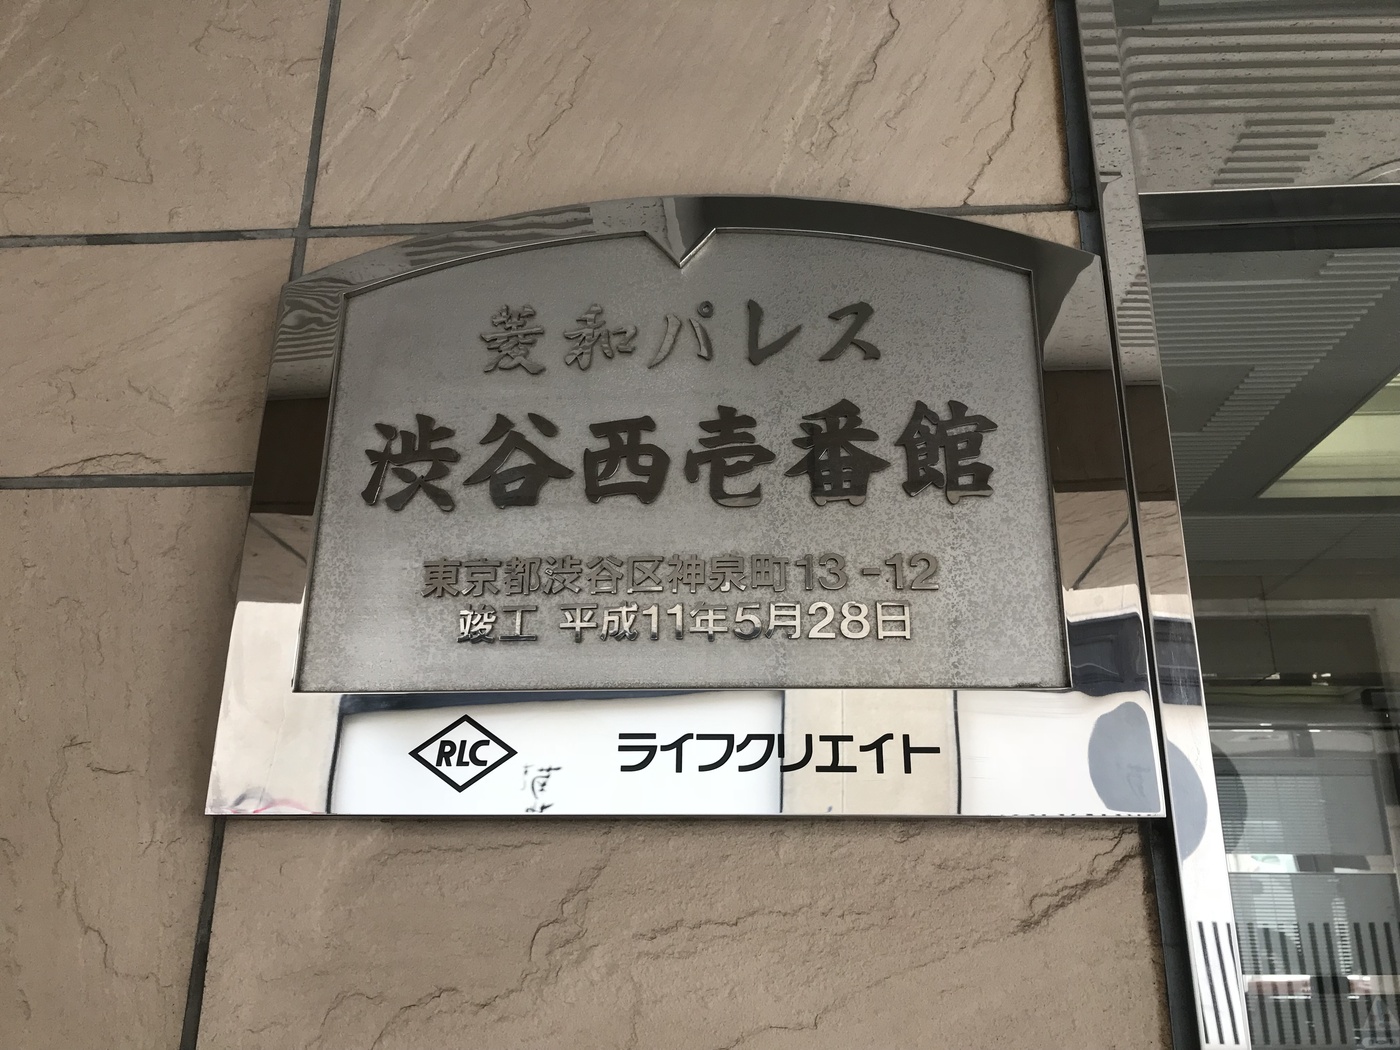 菱和パレス
渋谷西壱番館
東京都渋谷区神泉町13-12
竣工 平成11年5月28日
RLC ライフクリエイト